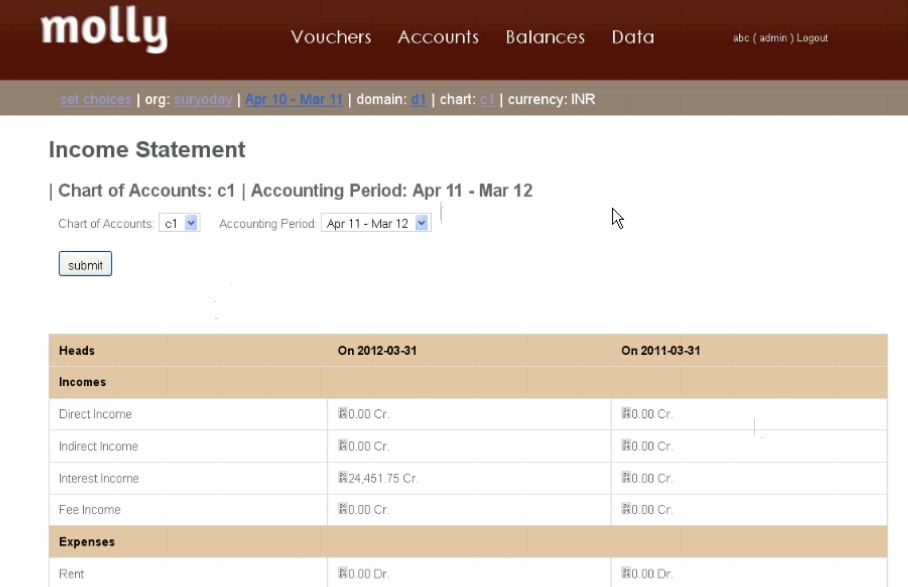 molly
Vouchers Accounts Balances Data abc ( admin ) Logout
set choices | org: suryoday | Apr 10 - Mar 11 | domain: d1 | chart: c1 | currency: INR
Income Statement
| Chart of Accounts: c1 | Accounting Period: Apr 11 - Mar 12
Chart of Accounts: c1 Accounting Period: Apr 11 - Mar 12
submit
Heads On 2012-03-31 On 2011-03-31
Incomes
Direct Income 0.00 Cr. 0.00 Cr.
Indirect Income 0.00 Cr. 0.00 Cr.
Interest Income 24,451.75 Cr. 0.00 Cr.
Fee Income 0.00 Cr. 0.00 Cr.
Expenses
Rent 0.00 Dr. 0.00 Dr.